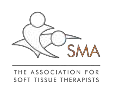 SMA
THE ASSOCIATION FOR
SOFT TISSUE THERAPISTS